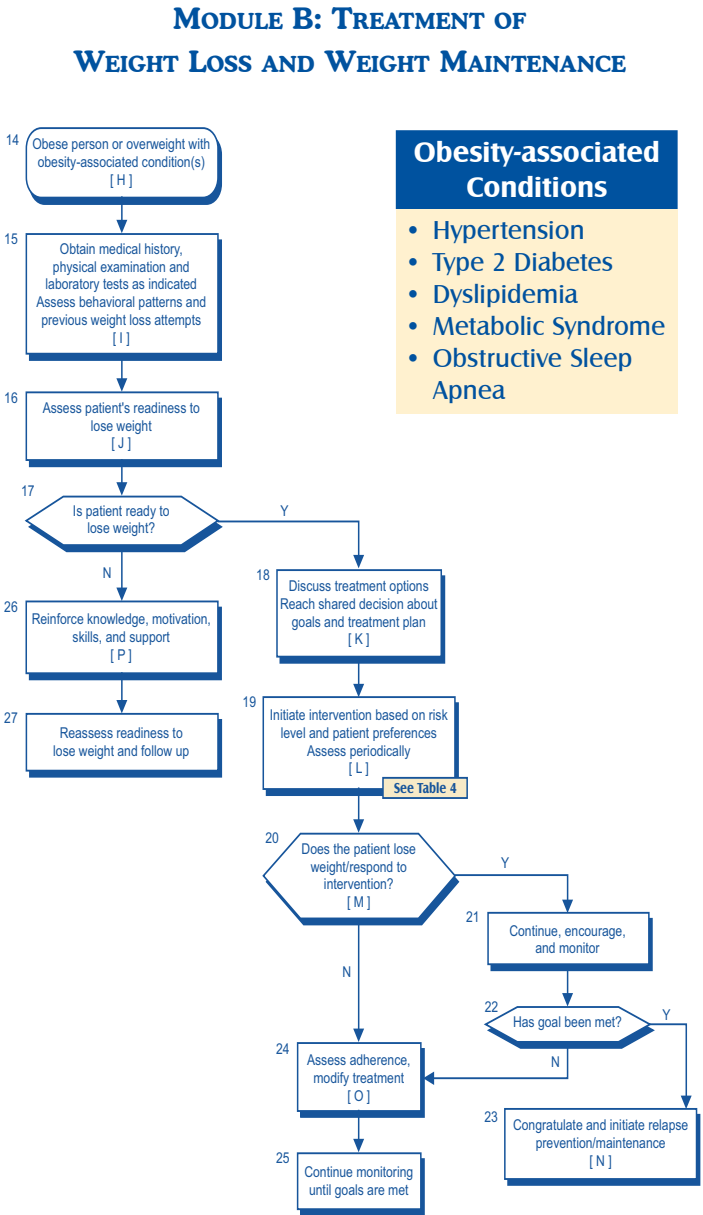 MODULE B: TREATMENT OF
WEIGHT LOSS AND WEIGHT MAINTENANCE
14
Obese person or overweight with
obesity-associated condition(s)
[ H ]
Obesity-associated
Conditions
• Hypertension
• Type 2 Diabetes
• Dyslipidemia
• Metabolic Syndrome
• Obstructive Sleep
Apnea
15
Obtain medical history,
physical examination and
laboratory tests as indicated
Assess behavioral patterns and
previous weight loss attempts
[ I ]
16
Assess patient's readiness to
lose weight
[ J ]
17
Is patient ready to
lose weight?
Y
N
18
Discuss treatment options
Reach shared decision about
goals and treatment plan
[ K ]
26
Reinforce knowledge, motivation,
skills, and support
[ P ]
27
Reassess readiness to
lose weight and follow up
19
Initiate intervention based on risk
level and patient preferences
Assess periodically
[ L ]
See Table 4
20
Does the patient lose
weight/respond to
intervention?
[ M ]
Y
N
21
Continue, encourage,
and monitor
22
Has goal been met?
Y
N
24
Assess adherence,
modify treatment
[ O ]
23
Congratulate and initiate relapse
prevention/maintenance
[ N ]
25
Continue monitoring
until goals are met